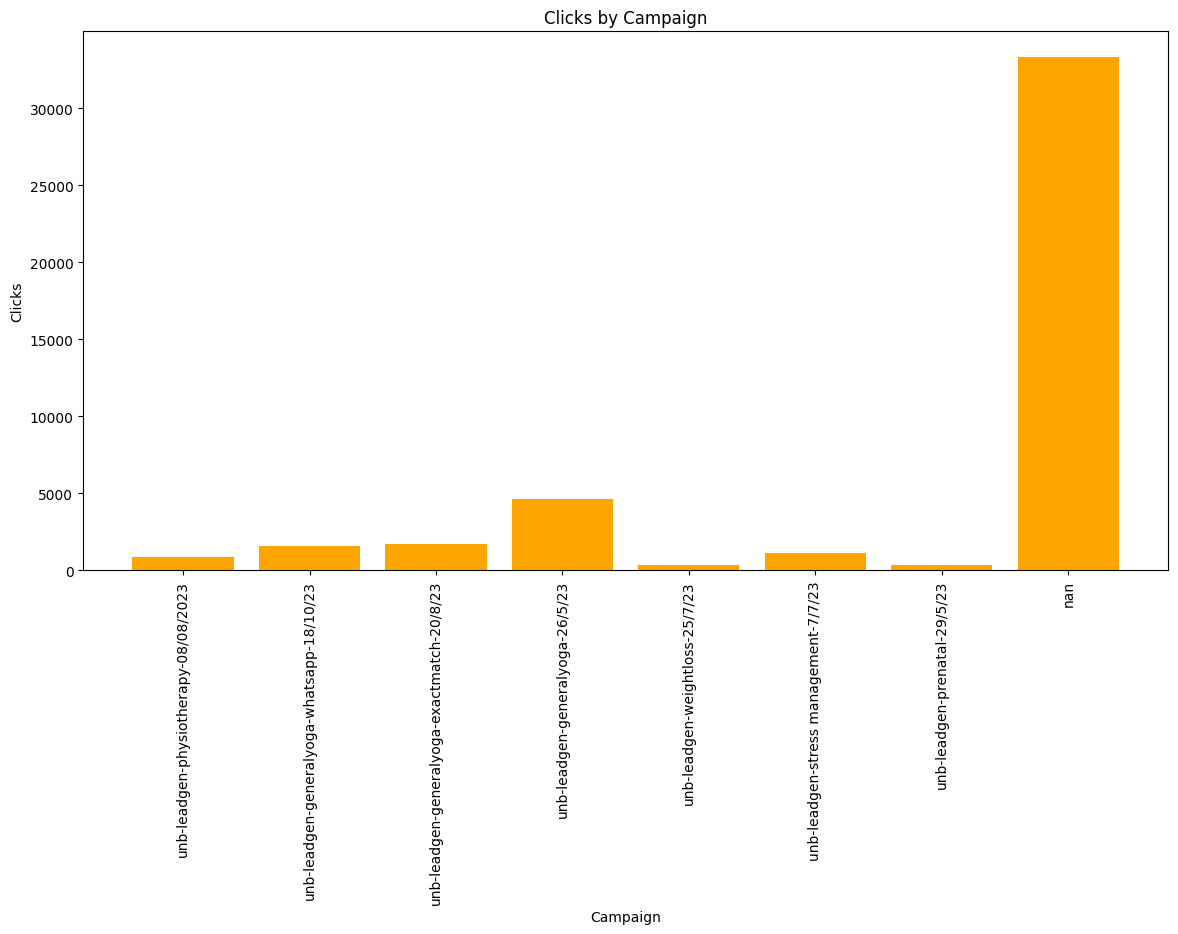 Clicks by Campaign
Clicks
30000
25000
20000
15000
10000
5000
0
unb-leadgen-physiotherapy-08/08/2023
unb-leadgen-generalyoga-whatsapp-18/10/23
unb-leadgen-generalyoga-exactmatch-20/8/23
unb-leadgen-generalyoga-26/5/23
unb-leadgen-weightloss-25/7/23
unb-leadgen-stress management-7/7/23
unb-leadgen-prenatal-29/5/23
nan
Campaign